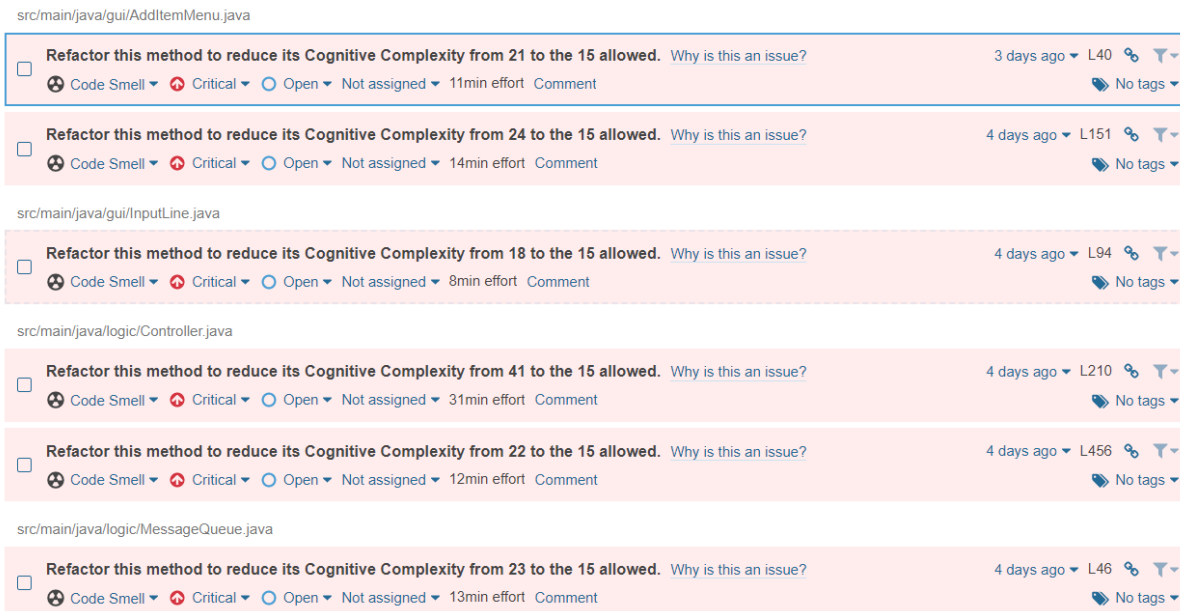 src/main/java/gui/AddItemMenu.java
Refactor this method to reduce its Cognitive Complexity from 21 to the 15 allowed. Why is this an issue? 3 days ago L40
Code Smell Critical Open Not assigned 11min effort Comment No tags
Refactor this method to reduce its Cognitive Complexity from 24 to the 15 allowed. Why is this an issue? 4 days ago L151
Code Smell Critical Open Not assigned 14min effort Comment No tags
src/main/java/gui/InputLine.java
Refactor this method to reduce its Cognitive Complexity from 18 to the 15 allowed. Why is this an issue? 4 days ago L94
Code Smell Critical Open Not assigned 8min effort Comment No tags
src/main/java/logic/Controller.java
Refactor this method to reduce its Cognitive Complexity from 41 to the 15 allowed. Why is this an issue? 4 days ago L210
Code Smell Critical Open Not assigned 31min effort Comment No tags
Refactor this method to reduce its Cognitive Complexity from 22 to the 15 allowed. Why is this an issue? 4 days ago L456
Code Smell Critical Open Not assigned 12min effort Comment No tags
src/main/java/logic/MessageQueue.java
Refactor this method to reduce its Cognitive Complexity from 23 to the 15 allowed. Why is this an issue? 4 days ago L46
Code Smell Critical Open Not assigned 13min effort Comment No tags